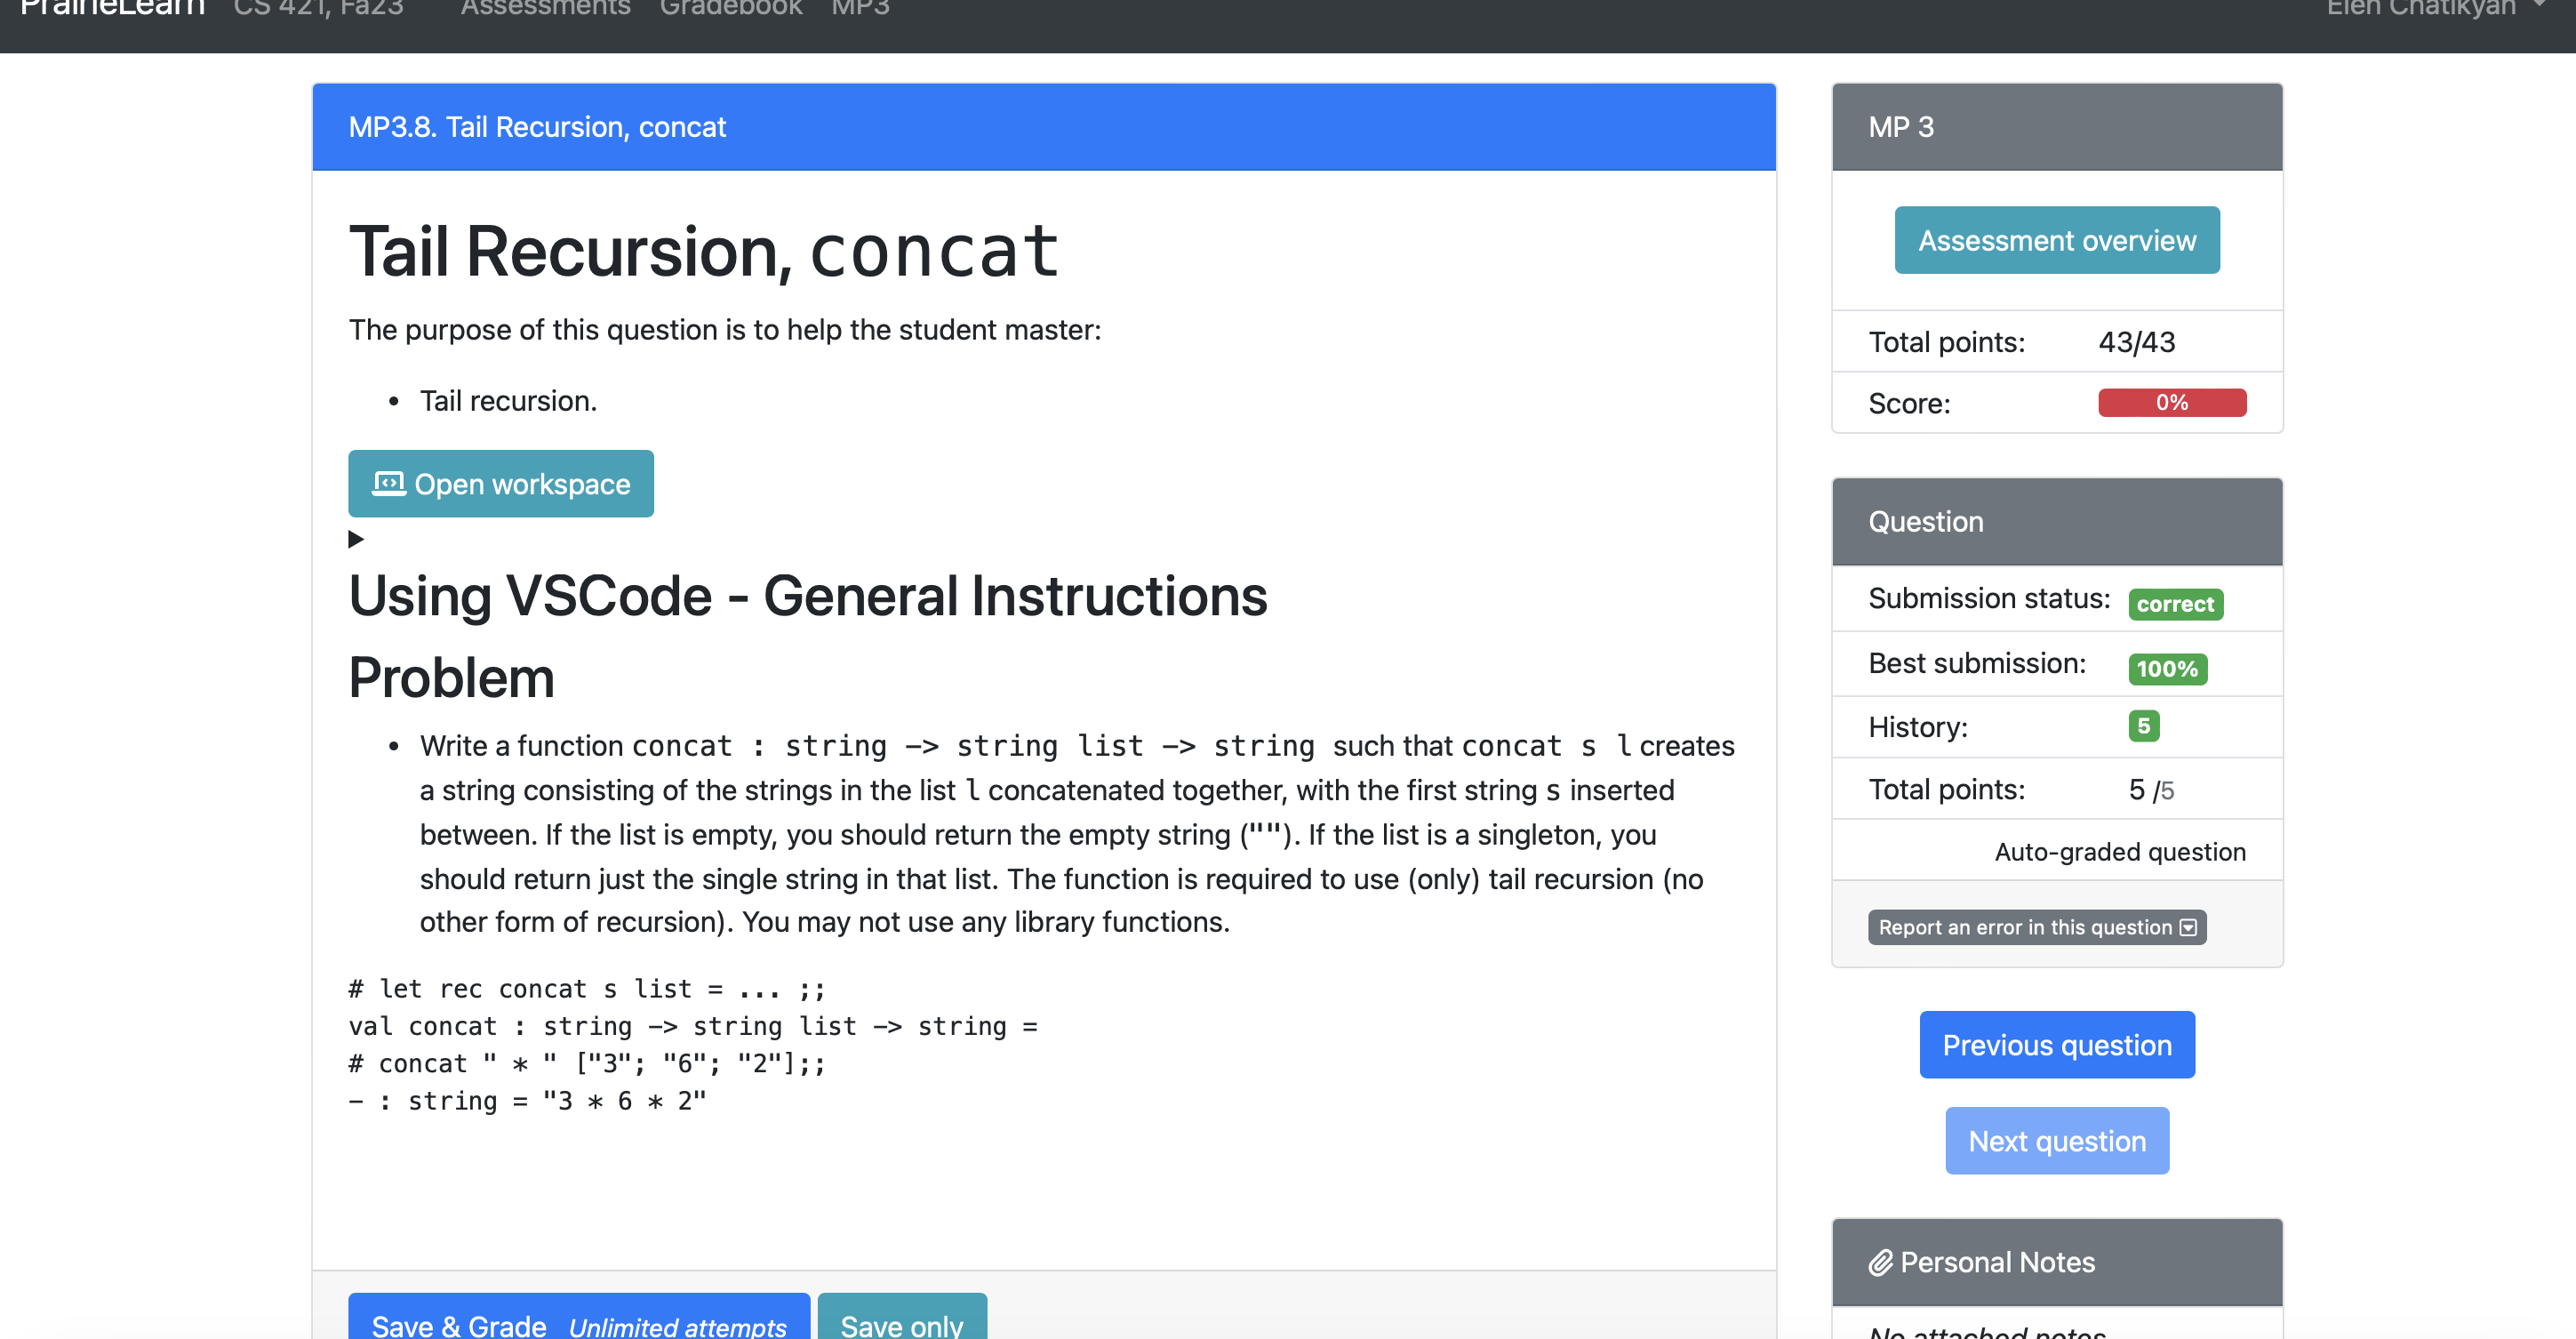 PrairieLearn CS 421, Fa23 Assessments Gradebook MP3 Elen Chatikyan
MP3.8. Tail Recursion, concat
Tail Recursion, concat
The purpose of this question is to help the student master:
• Tail recursion.
Open workspace
Using VSCode - General Instructions
Problem
• Write a function concat : string -> string list -> string such that concat s l creates
a string consisting of the strings in the list l concatenated together, with the first string s inserted
between. If the list is empty, you should return the empty string (""). If the list is a singleton, you
should return just the single string in that list. The function is required to use (only) tail recursion (no
other form of recursion). You may not use any library functions.
# let rec concat s list = ... ;;
val concat : string -> string list -> string =
# concat " * " ["3"; "6"; "2"];;
- : string = "3 * 6 * 2"
Save & Grade Unlimited attempts Save only
MP 3
Assessment overview
Total points: 43/43
Score: 0%
Question
Submission status: correct
Best submission: 100%
History: 5
Total points: 5 /5
Auto-graded question
Report an error in this question
Previous question
Next question
Personal Notes
No attached notes